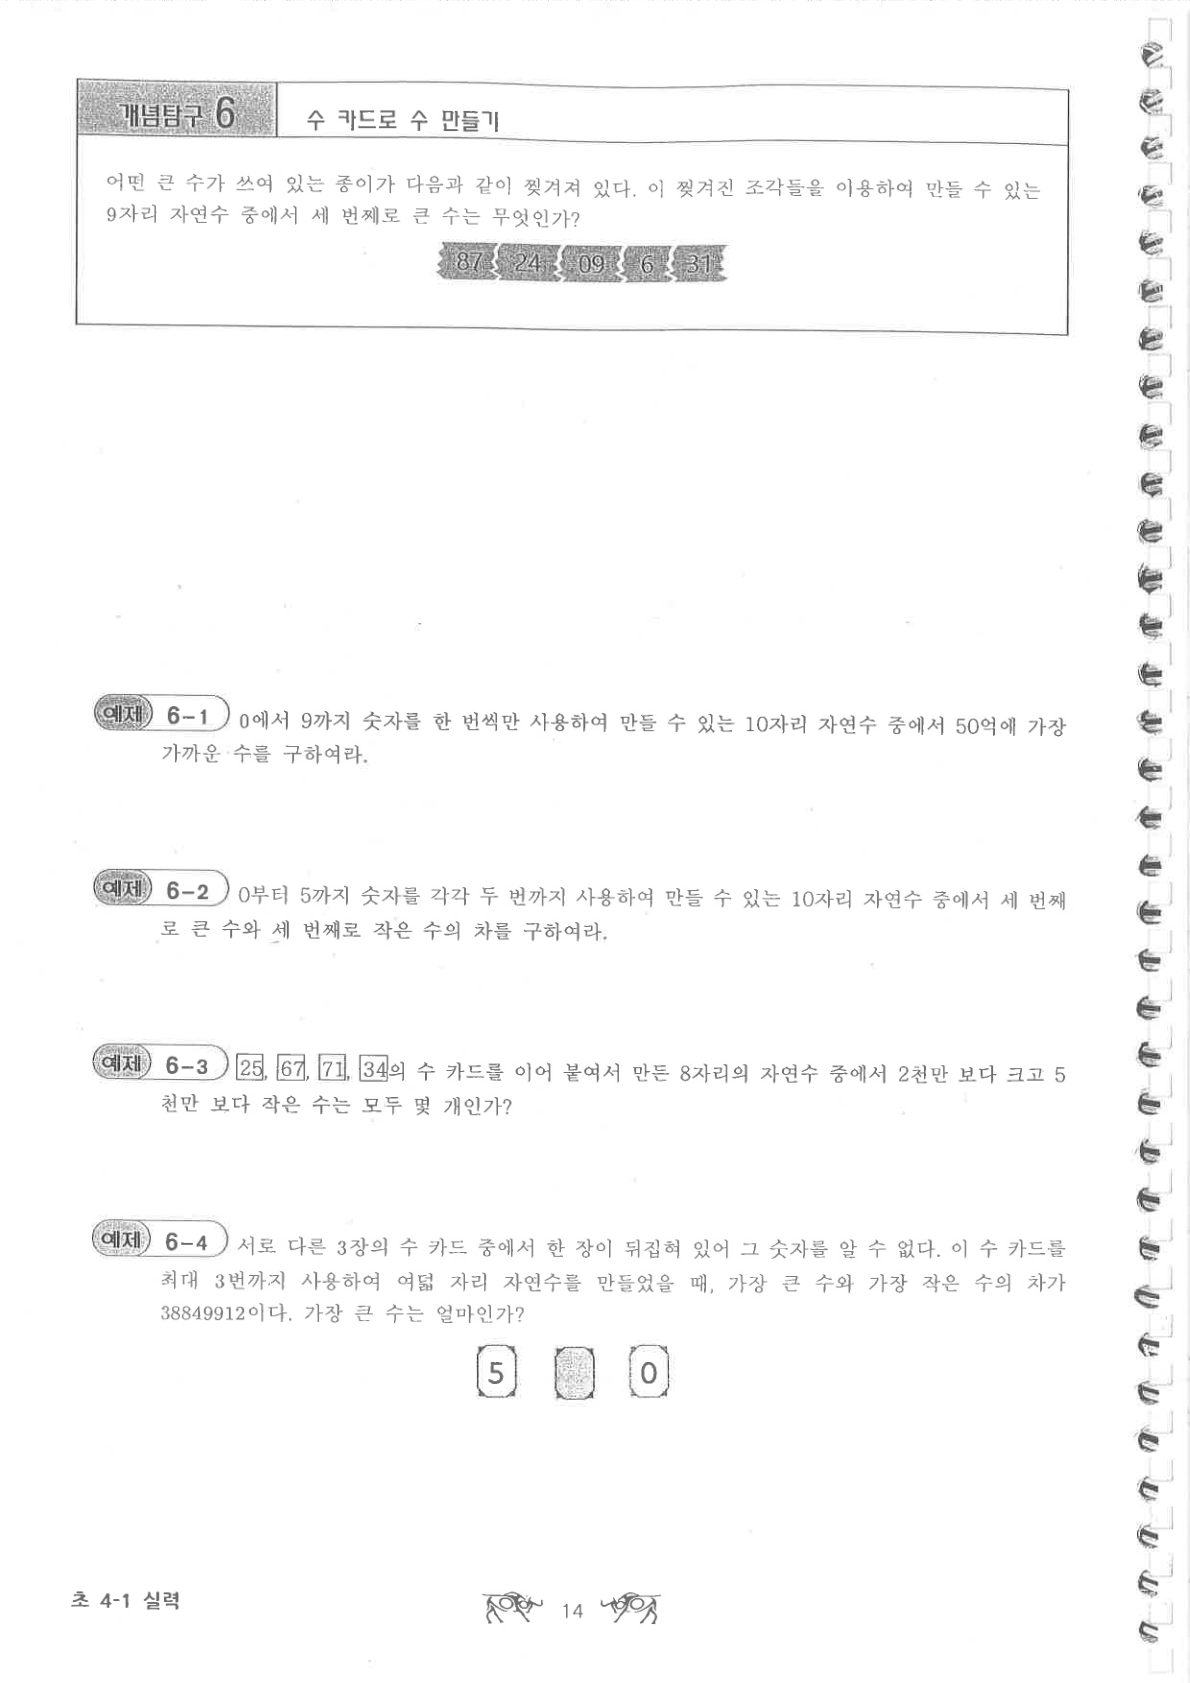 개념탐구 6 수 카드로 수 만들기
어떤 큰 수가 쓰여 있는 종이가 다음과 같이 찢겨져 있다. 이 찢겨진 조각들을 이용하여 만들 수 있는
9자리 자연수 중에서 세 번째로 큰 수는 무엇인가?
87 24 09 6 31
예제 6-1 0에서 9까지 숫자를 한 번씩만 사용하여 만들 수 있는 10자리 자연수 중에서 50억에 가장
가까운 수를 구하여라.
예제 6-2 0부터 5까지 숫자를 각각 두 번까지 사용하여 만들 수 있는 10자리 자연수 중에서 세 번째
로 큰 수와 세 번째로 작은 수의 차를 구하여라.
예제 6-3 25, 67, 71, 34의 수 카드를 이어 붙여서 만든 8자리의 자연수 중에서 2천만 보다 크고 5
천만 보다 작은 수는 모두 몇 개인가?
예제 6-4 서로 다른 3장의 수 카드 중에서 한 장이 뒤집혀 있어 그 숫자를 알 수 없다. 이 수 카드를
최대 3번까지 사용하여 여덟 자리 자연수를 만들었을 때, 가장 큰 수와 가장 작은 수의 차가
38849912이다. 가장 큰 수는 얼마인가?
5 0
초 4-1 실력
14